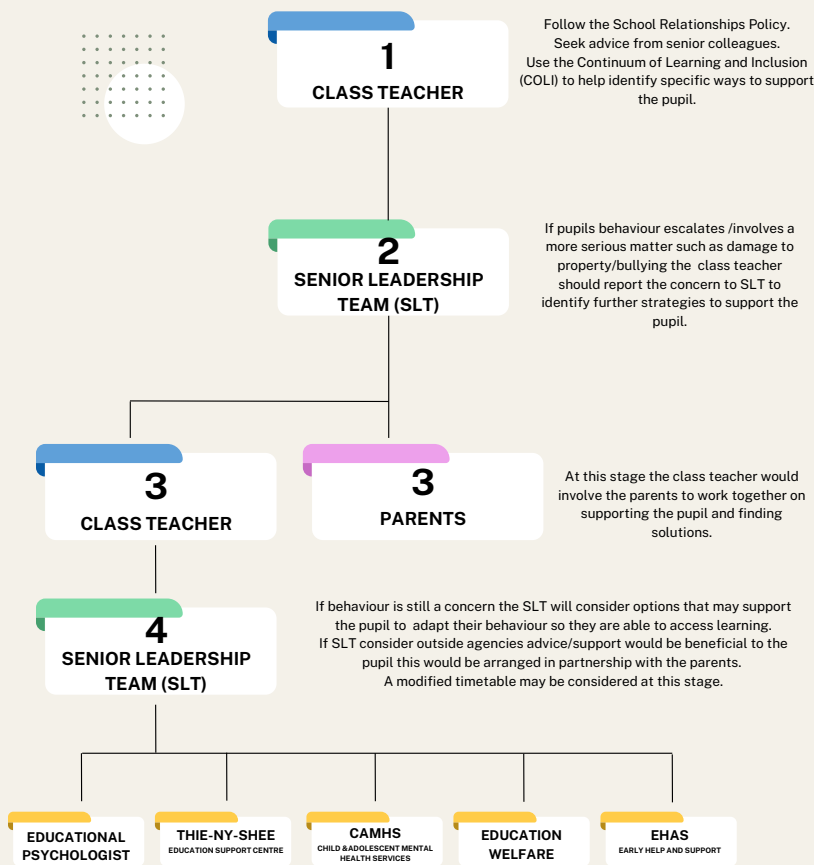 1
CLASS TEACHER
Follow the School Relationships Policy.
Seek advice from senior colleagues.
Use the Continuum of Learning and Inclusion
(COLI) to help identify specific ways to support
the pupil.
2
SENIOR LEADERSHIP
TEAM (SLT)
If pupils behaviour escalates /involves a
more serious matter such as damage to
property/bullying the class teacher
should report the concern to SLT to
identify further strategies to support the
pupil.
3
CLASS TEACHER
3
PARENTS
At this stage the class teacher would
involve the parents to work together on
supporting the pupil and finding
solutions.
4
SENIOR LEADERSHIP
TEAM (SLT)
If behaviour is still a concern the SLT will consider options that may support
the pupil to adapt their behaviour so they are able to access learning.
If SLT consider outside agencies advice/support would be beneficial to the
pupil this would be arranged in partnership with the parents.
A modified timetable may be considered at this stage.
EDUCATIONAL
PSYCHOLOGIST
THIE-NY-SHEE
EDUCATION SUPPORT CENTRE
CAMHS
CHILD &ADOLESCENT MENTAL
HEALTH SERVICES
EDUCATION
WELFARE
EHAS
EARLY HELP AND SUPPORT